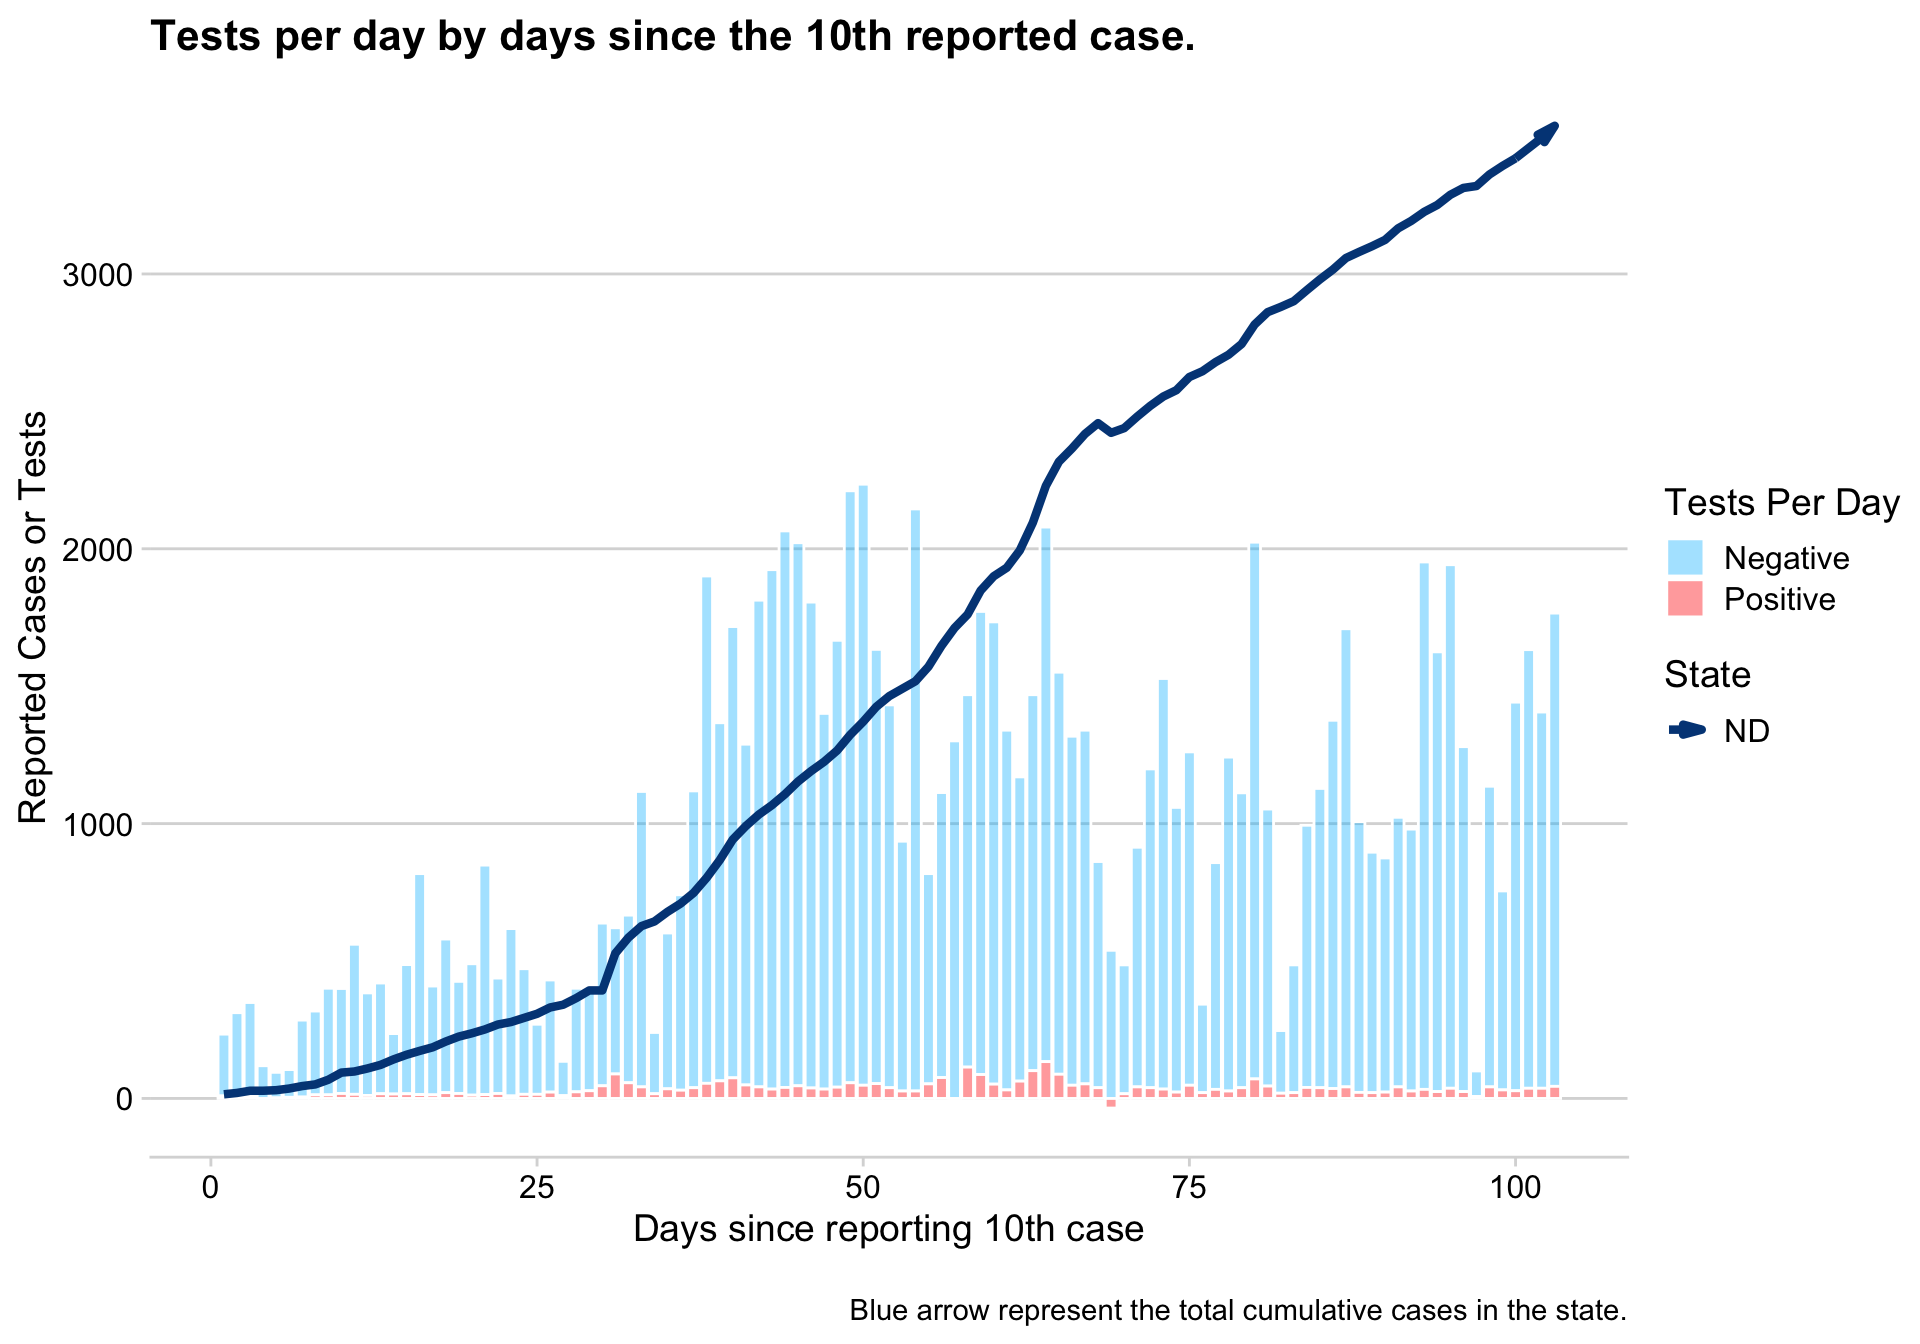 Tests per day by days since the 10th reported case.
Reported Cases or Tests
3000
2000
1000
0
0 25 50 75 100
Days since reporting 10th case
Tests Per Day
Negative
Positive
State
ND
Blue arrow represent the total cumulative cases in the state.